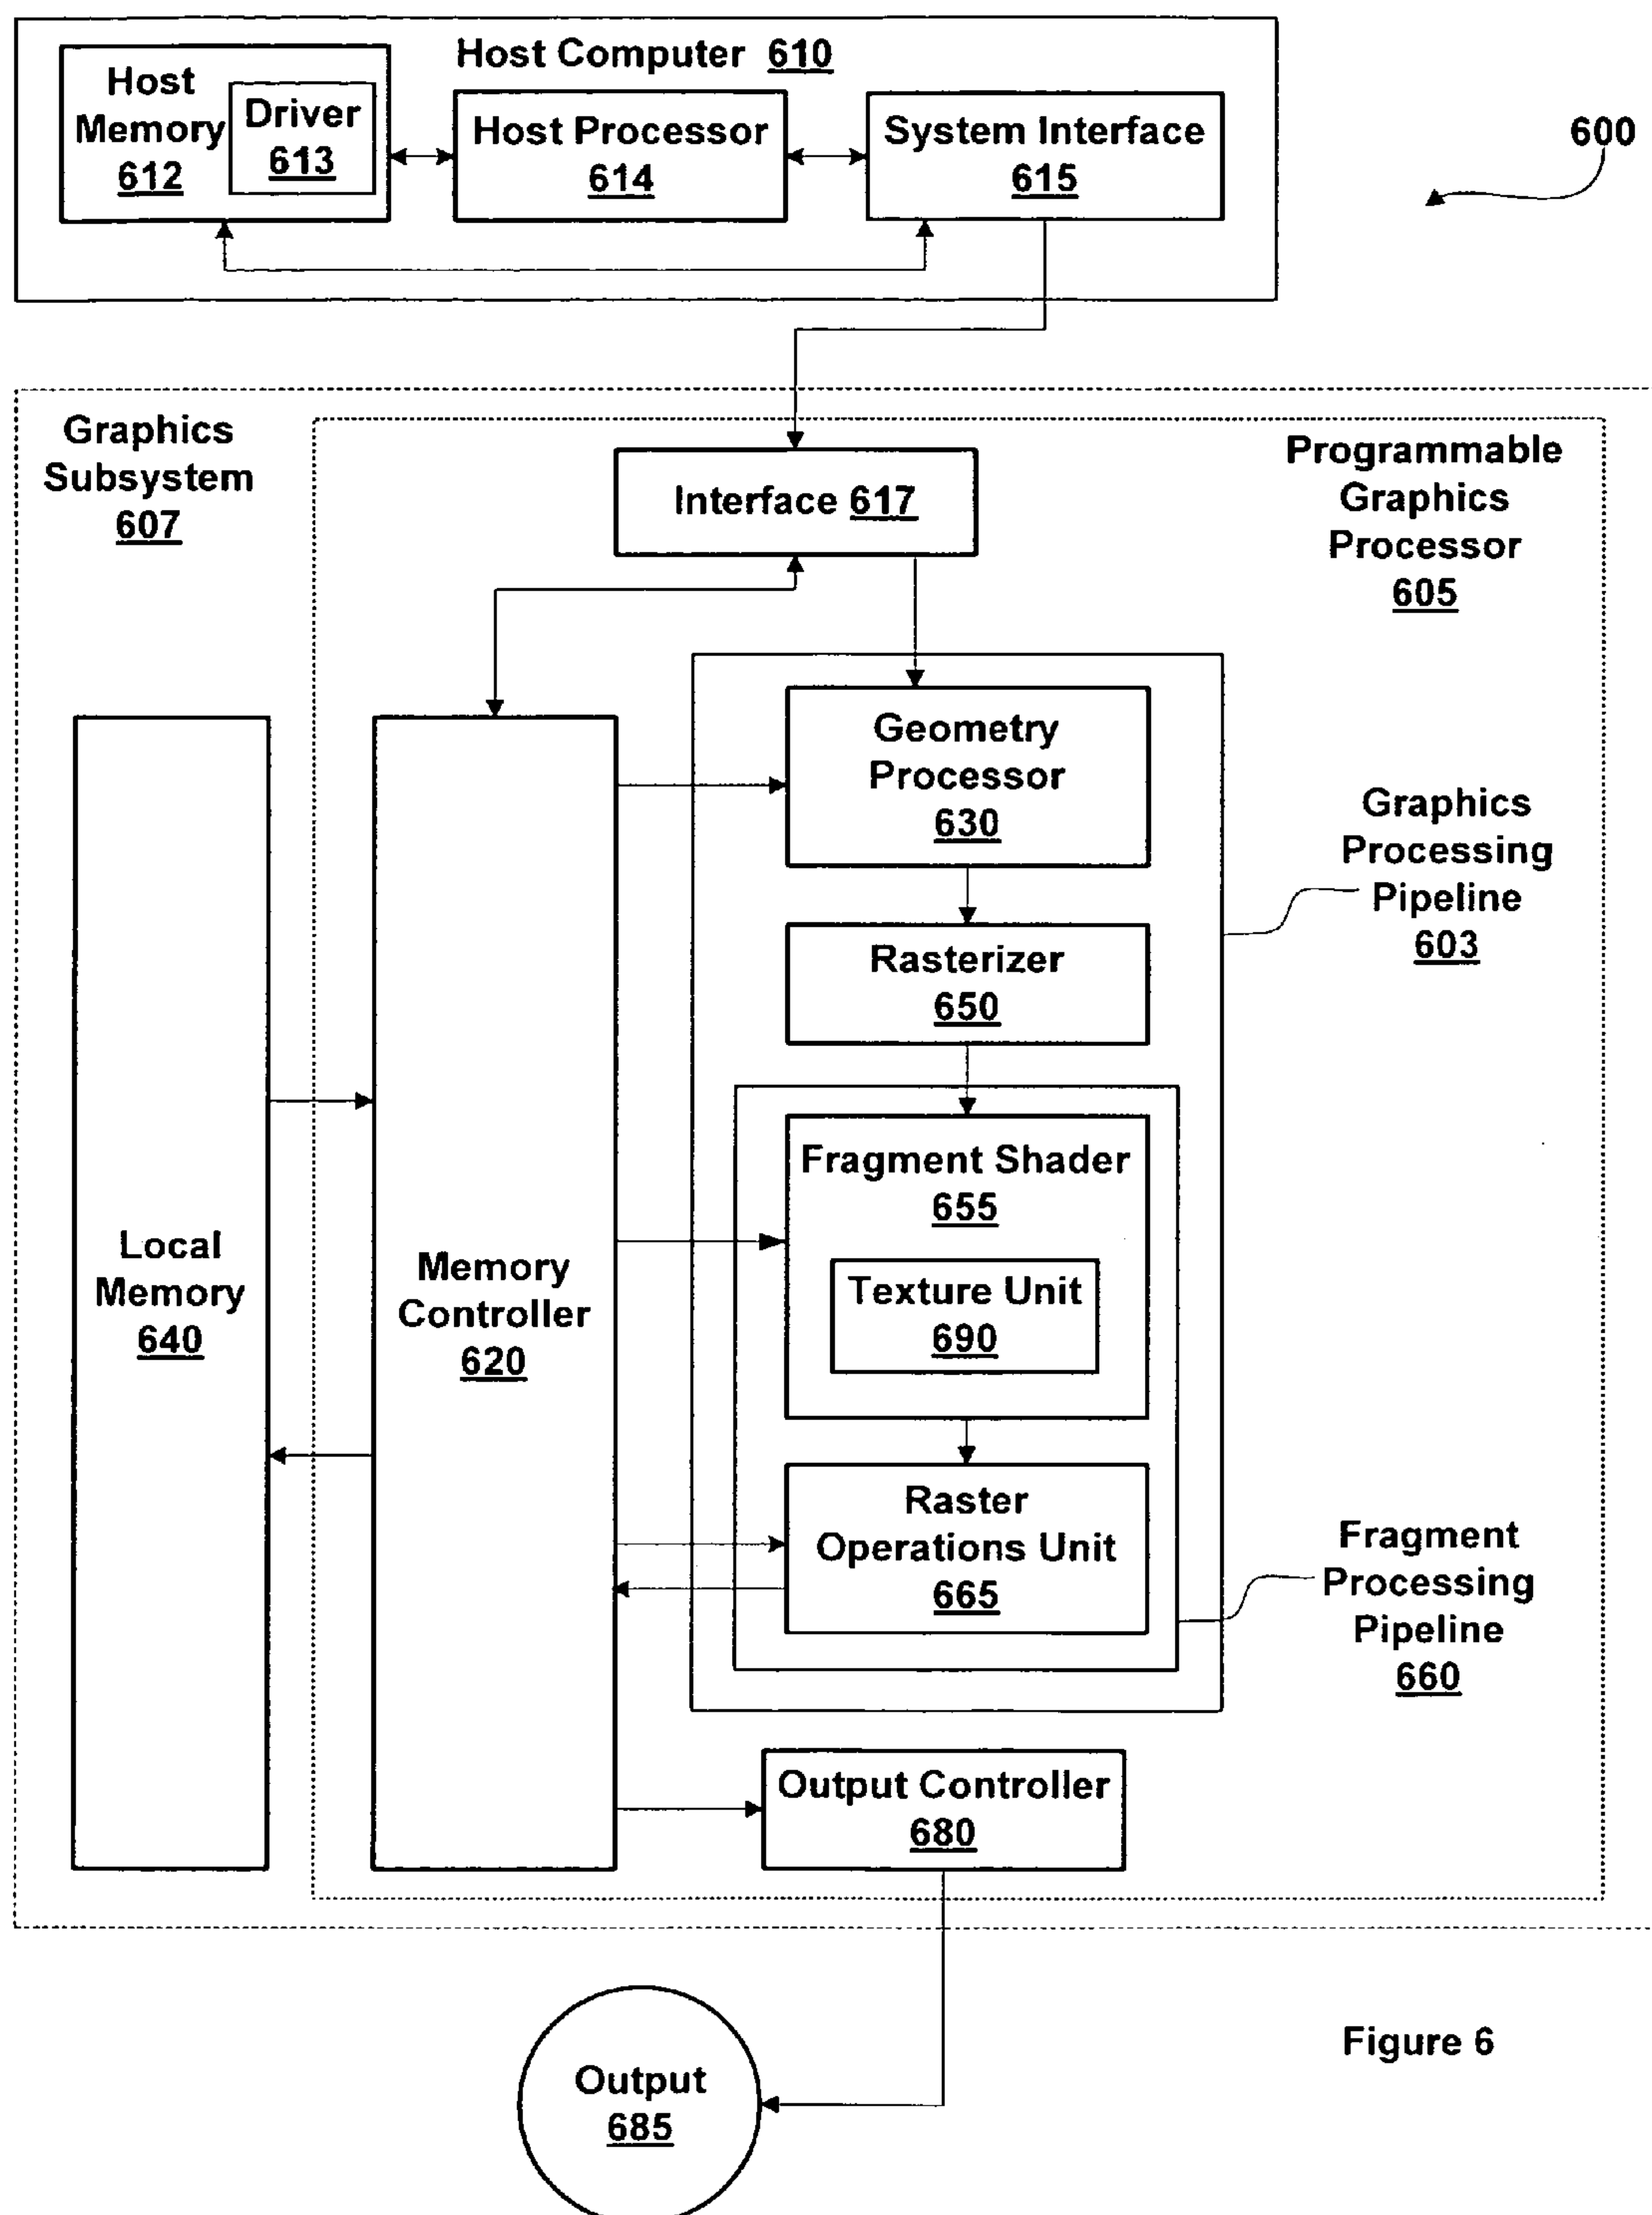 Host Computer 610
Host
Memory
612
Driver
613
Host Processor
614
System Interface
615
600
Graphics
Subsystem
607
Interface 617
Programmable
Graphics
Processor
605
Geometry
Processor
630
Graphics
Processing
Pipeline
603
Rasterizer
650
Fragment Shader
655
Texture Unit
690
Local
Memory
640
Memory
Controller
620
Raster
Operations Unit
665
Fragment
Processing
Pipeline
660
Output Controller
680
Output
685
Figure 6